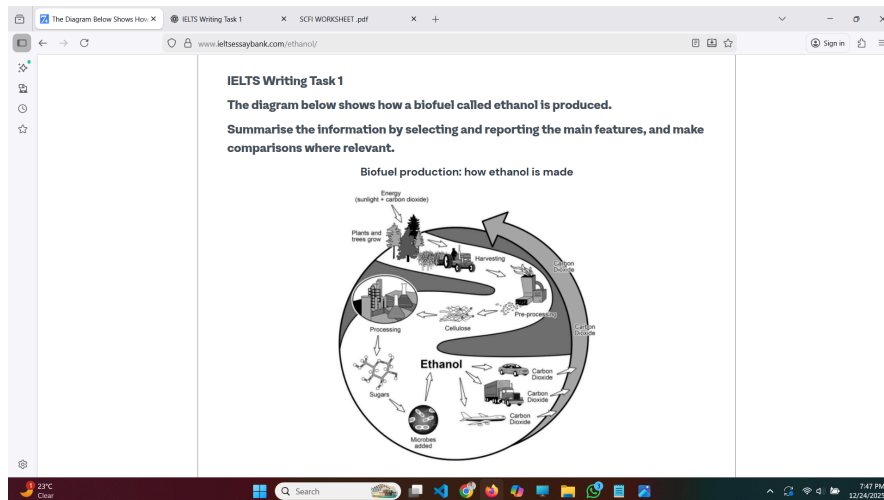 The Diagram Below Shows How
IELTS Writing Task 1
SCFI WORKSHEET .pdf
www.ieltsessaybank.com/ethanol/
Sign in
IELTS Writing Task 1
The diagram below shows how a biofuel called ethanol is produced.
Summarise the information by selecting and reporting the main features, and make
comparisons where relevant.
Biofuel production: how ethanol is made
Energy
(sunlight + carbon dioxide)
Plants and
trees grow
Harvesting
Carbon
Dioxide
Pre-processing
Carbon
Dioxide
Cellulose
Processing
Ethanol
Carbon
Dioxide
Sugars
Carbon
Dioxide
Carbon
Dioxide
Microbes
added
1
23°C
Clear
Search
7:47 PM
12/24/2025